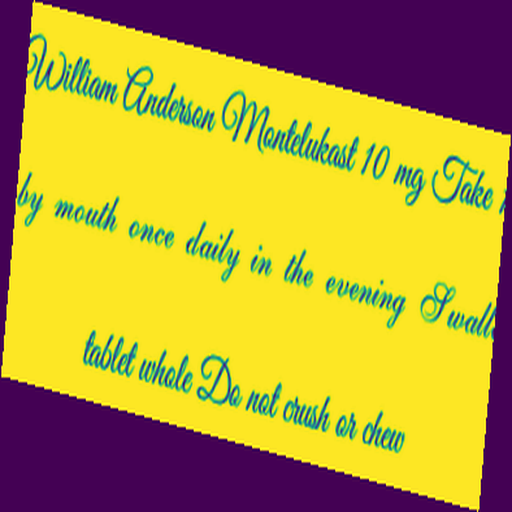 William Anderson Montelukast 10 mg Take
by mouth once daily in the evening
tablet whole Do not crush or chew